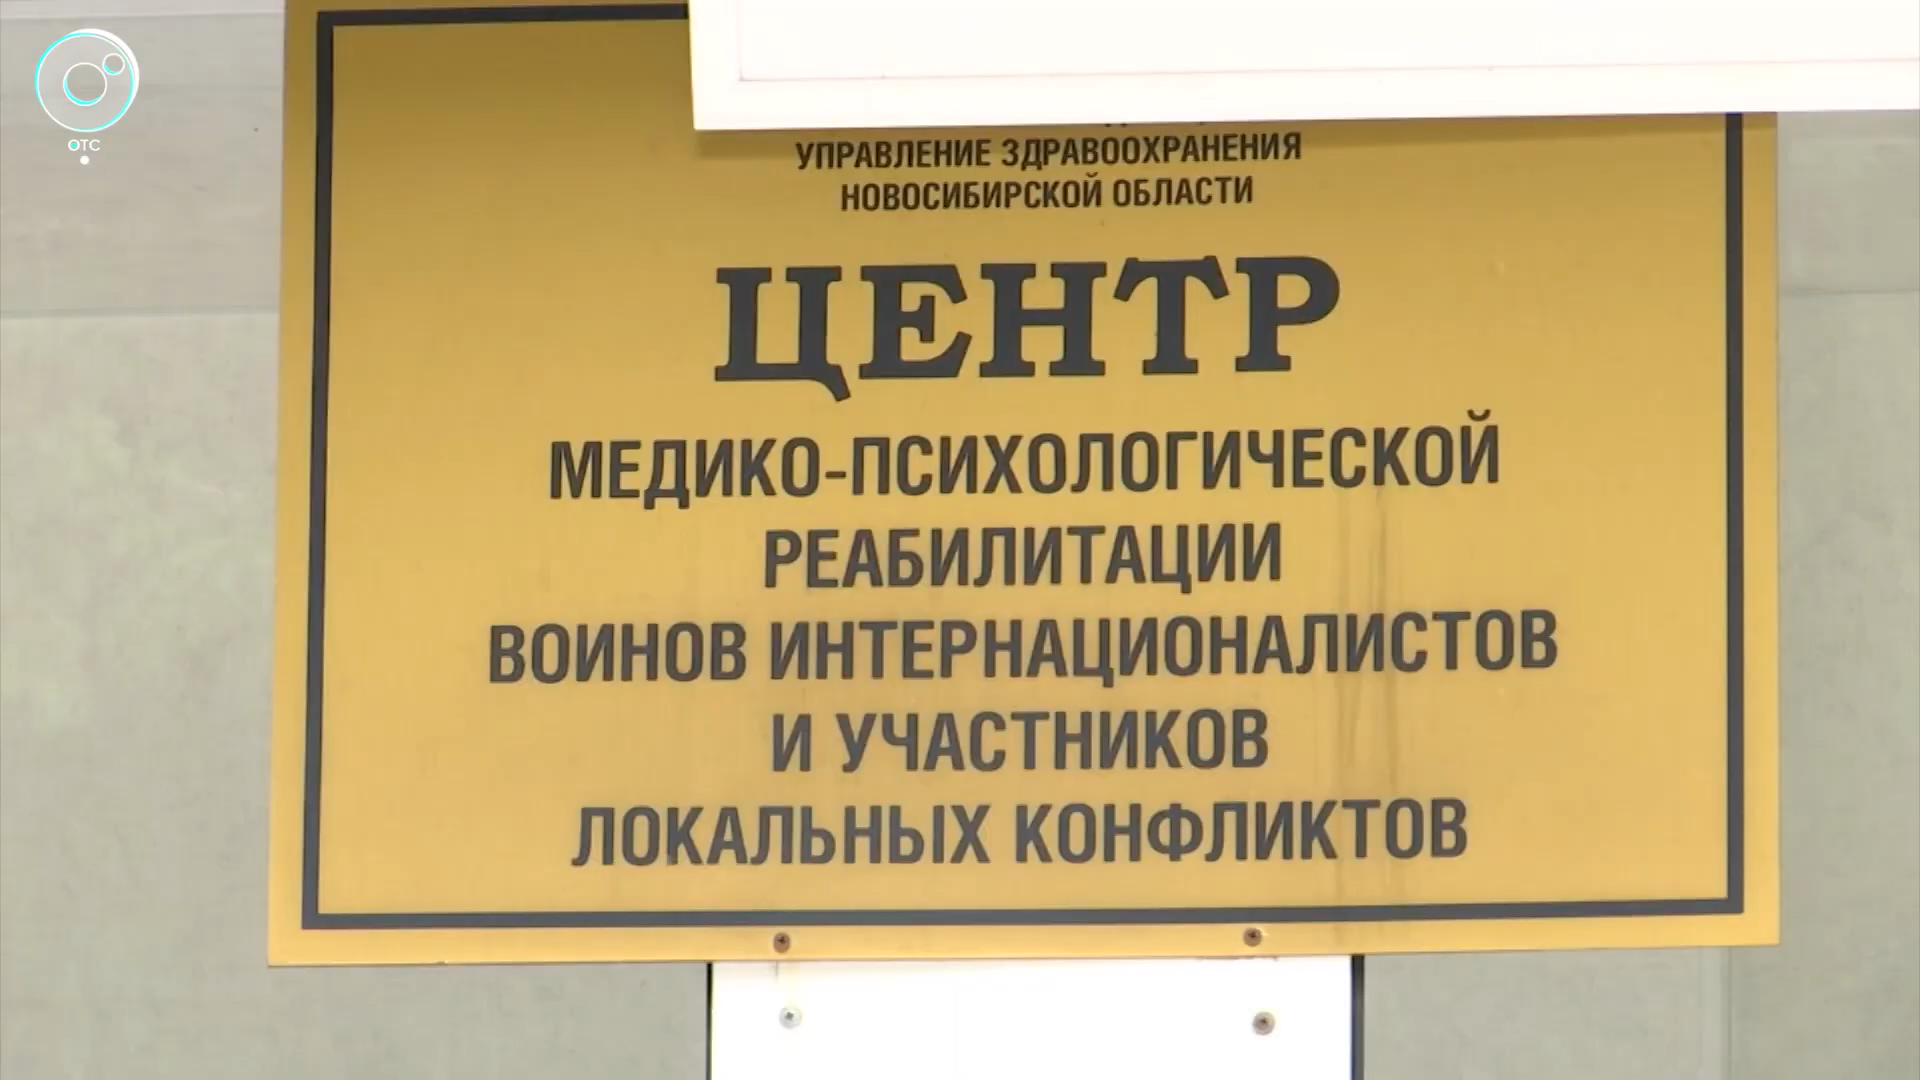 ОТС
УПРАВЛЕНИЕ ЗДРАВООХРАНЕНИЯ
НОВОСИБИРСКОЙ ОБЛАСТИ
ЦЕНТР
МЕДИКО-ПСИХОЛОГИЧЕСКОЙ
РЕАБИЛИТАЦИИ
ВОИНОВ ИНТЕРНАЦИОНАЛИСТОВ
И УЧАСТНИКОВ
ЛОКАЛЬНЫХ КОНФЛИКТОВ